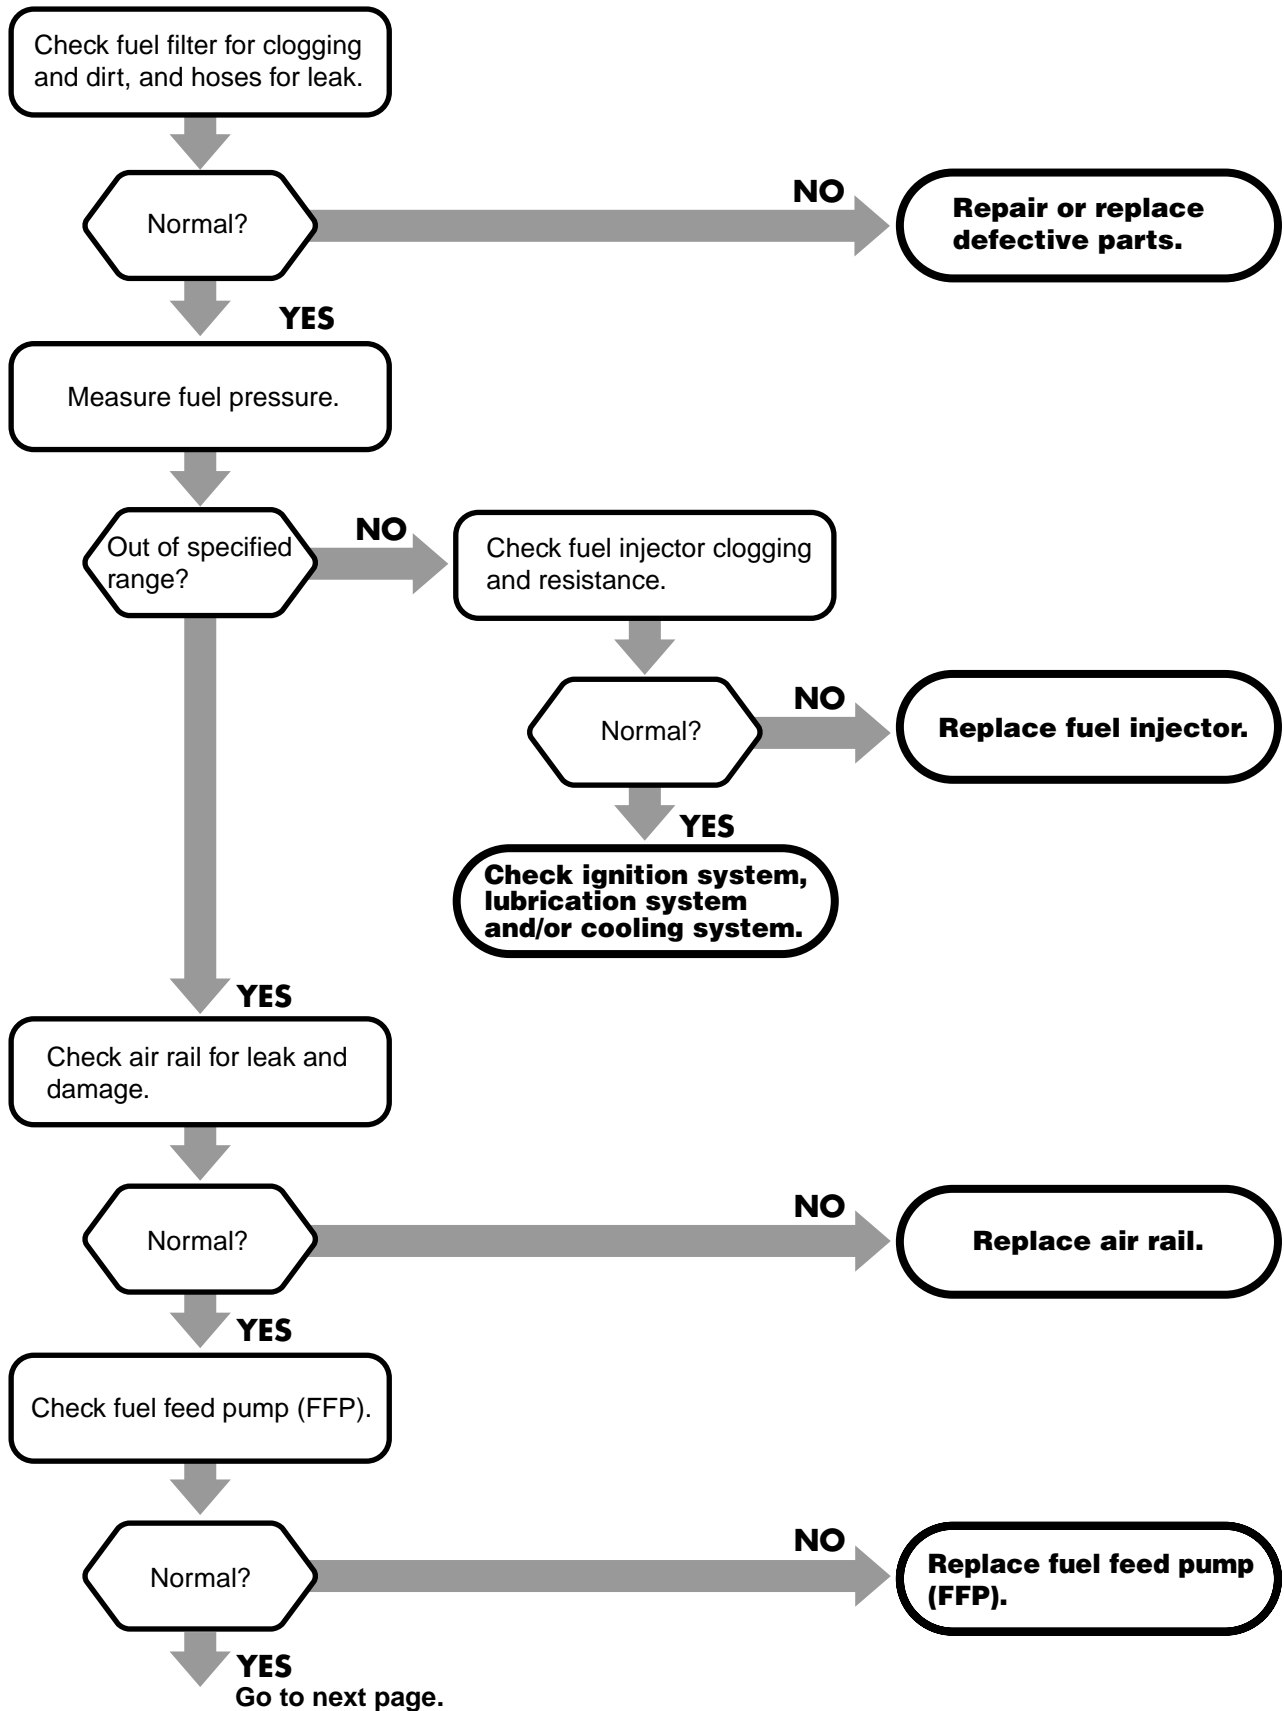 Check fuel filter for clogging
and dirt, and hoses for leak.
Normal?
NO
Repair or replace
defective parts.
YES
Measure fuel pressure.
Out of specified
range?
NO
Check fuel injector clogging
and resistance.
Normal?
NO
Replace fuel injector.
YES
Check ignition system,
lubrication system
and/or cooling system.
YES
Check air rail for leak and
damage.
Normal?
NO
Replace air rail.
YES
Check fuel feed pump (FFP).
Normal?
NO
Replace fuel feed pump
(FFP).
YES
Go to next page.